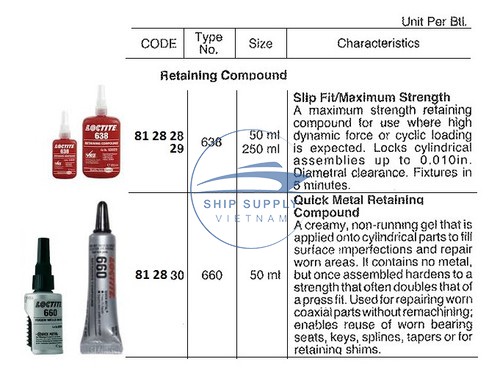 Unit Per Btl.
CODE Type No. Size Characteristics
Retaining Compound
Slip Fit/Maximum Strength
A maximum strength retaining
compound for use where high
81 28 28 638 50 ml dynamic force or cyclic loading
29 250 ml is expected. Locks cylindrical
assemblies up to 0.010in.
Diametral clearance. Fixtures in
5 minutes.
Quick Metal Retaining
Compound
A creamy, non-running gel that is
applied onto cylindrical parts to fill
surface imperfections and repair
worn areas. If contains no metal,
81 28 30 660 50 ml but once assembled hardens to a
strength that often doubles that of
a press fit. Used for repairing worn
coaxial parts without remachining;
enables reuse of worn bearing
seats, keys, splines, tapers or for
retaining shims.
SHIP SUPPLY
VIETNAM
LOCTITE
638
LOCTITE
638
RETAINING COMPOUND
LOCTITE
660
LOCTITE
660